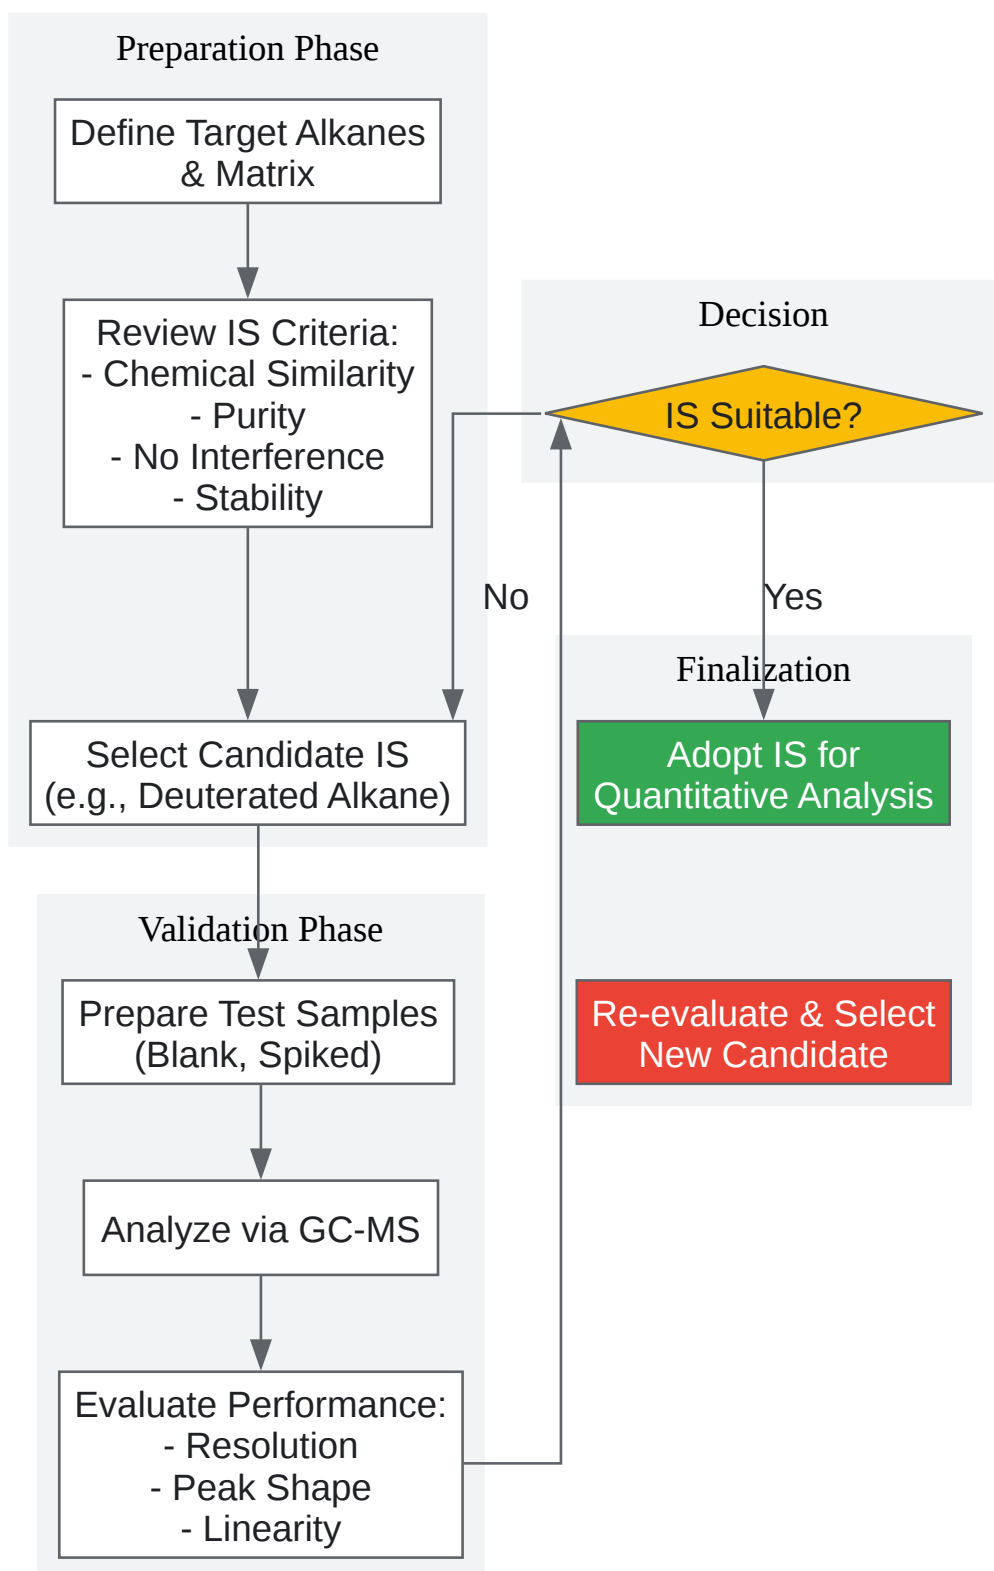 Preparation Phase
Define Target Alkanes
& Matrix
Review IS Criteria:
- Chemical Similarity
- Purity
- No Interference
- Stability
Select Candidate IS
(e.g., Deuterated Alkane)
Validation Phase
Prepare Test Samples
(Blank, Spiked)
Analyze via GC-MS
Evaluate Performance:
- Resolution
- Peak Shape
- Linearity
Decision
IS Suitable?
No
Yes
Finalization
Adopt IS for
Quantitative Analysis
Re-evaluate & Select
New Candidate